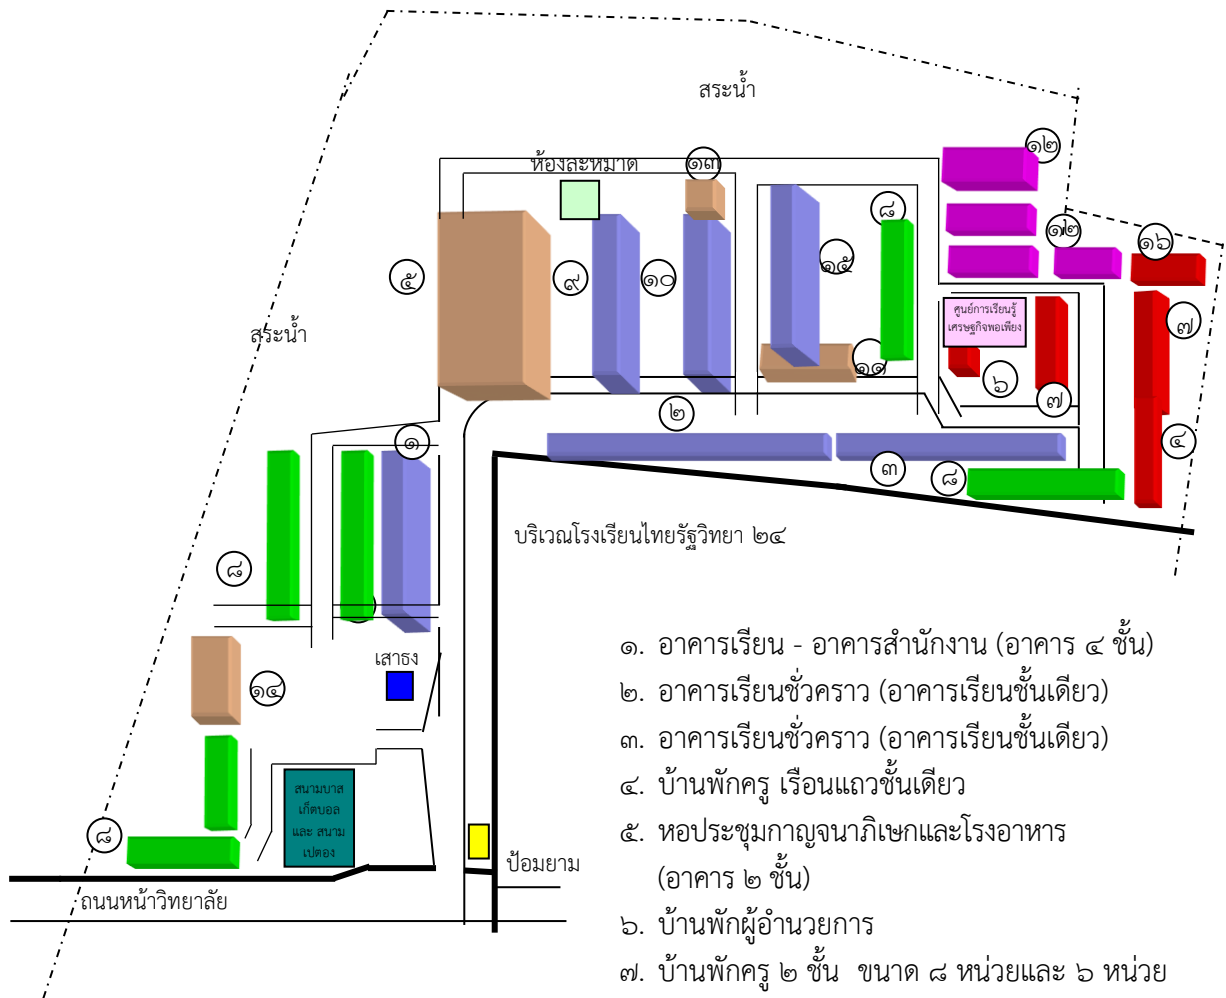 สระน้ำ
๑๒
ห้องละหมาด
๑๓
๘
๑๒
๑๖
๕
๙
๑๐
๑๕
ศูนย์การเรียนรู้
เศรษฐกิจพอเพียง
๗
สระน้ำ
๑๑
๖
๗
๒
๑
๔
๓
๘
บริเวณโรงเรียนไทยรัฐวิทยา ๒๔
๘
๑. อาคารเรียน - อาคารสำนักงาน (อาคาร ๔ ชั้น)
เสาธง
๑๔
๒. อาคารเรียนชั่วคราว (อาคารเรียนชั้นเดียว)
๓. อาคารเรียนชั่วคราว (อาคารเรียนชั้นเดียว)
๔. บ้านพักครู เรือนแถวชั้นเดียว
สนามบาส
เก็ตบอล
และ สนาม
เปตอง
๘
๕. หอประชุมกาญจนาภิเษกและโรงอาหาร
(อาคาร ๒ ชั้น)
ป้อมยาม
ถนนหน้าวิทยาลัย
๖. บ้านพักผู้อำนวยการ
๗. บ้านพักครู ๒ ชั้น ขนาด ๘ หน่วยและ ๖ หน่วย